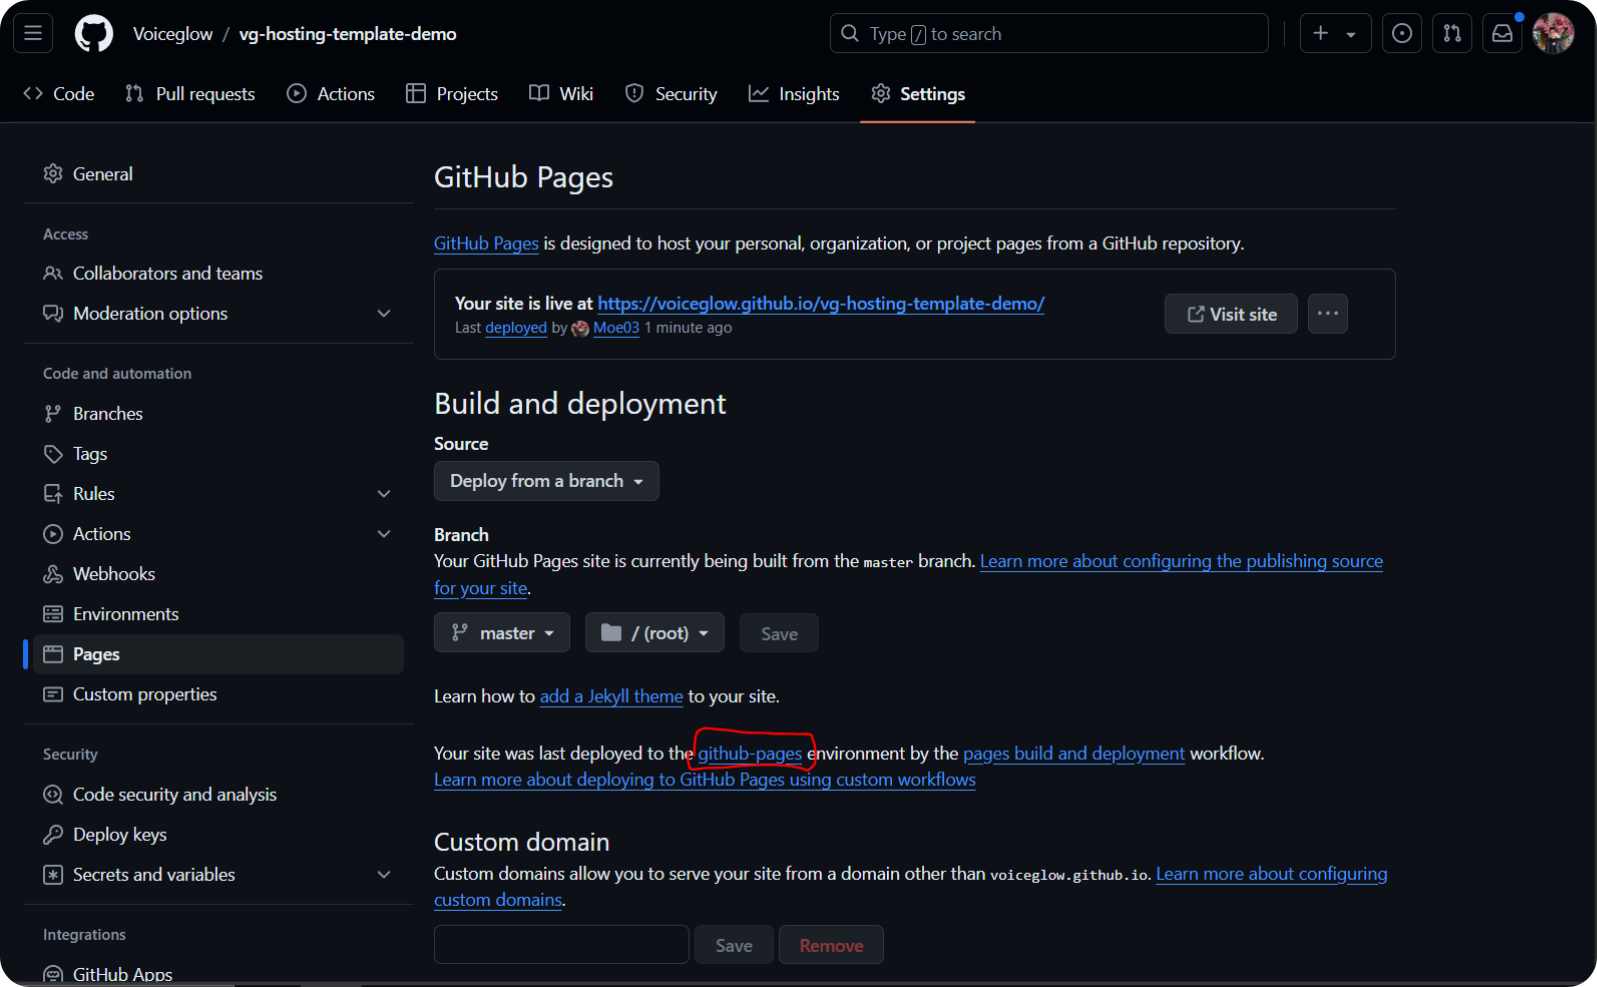 Voiceglow / vg-hosting-template-demo
Type / to search
Code
Pull requests
Actions
Projects
Wiki
Security
Insights
Settings
General
Access
Collaborators and teams
Moderation options
Code and automation
Branches
Tags
Rules
Actions
Webhooks
Environments
Pages
Custom properties
Security
Code security and analysis
Deploy keys
Secrets and variables
Integrations
GitHub Apps
GitHub Pages
GitHub Pages is designed to host your personal, organization, or project pages from a GitHub repository.
Your site is live at https://voiceglow.github.io/vg-hosting-template-demo/
Last deployed by Moe03 1 minute ago
Visit site
Build and deployment
Source
Deploy from a branch
Branch
Your GitHub Pages site is currently being built from the master branch. Learn more about configuring the publishing source
for your site.
master
/ (root)
Save
Learn how to add a Jekyll theme to your site.
Your site was last deployed to the github-pages environment by the pages build and deployment workflow.
Learn more about deploying to GitHub Pages using custom workflows
Custom domain
Custom domains allow you to serve your site from a domain other than voiceglow.github.io. Learn more about configuring
custom domains.
Save
Remove